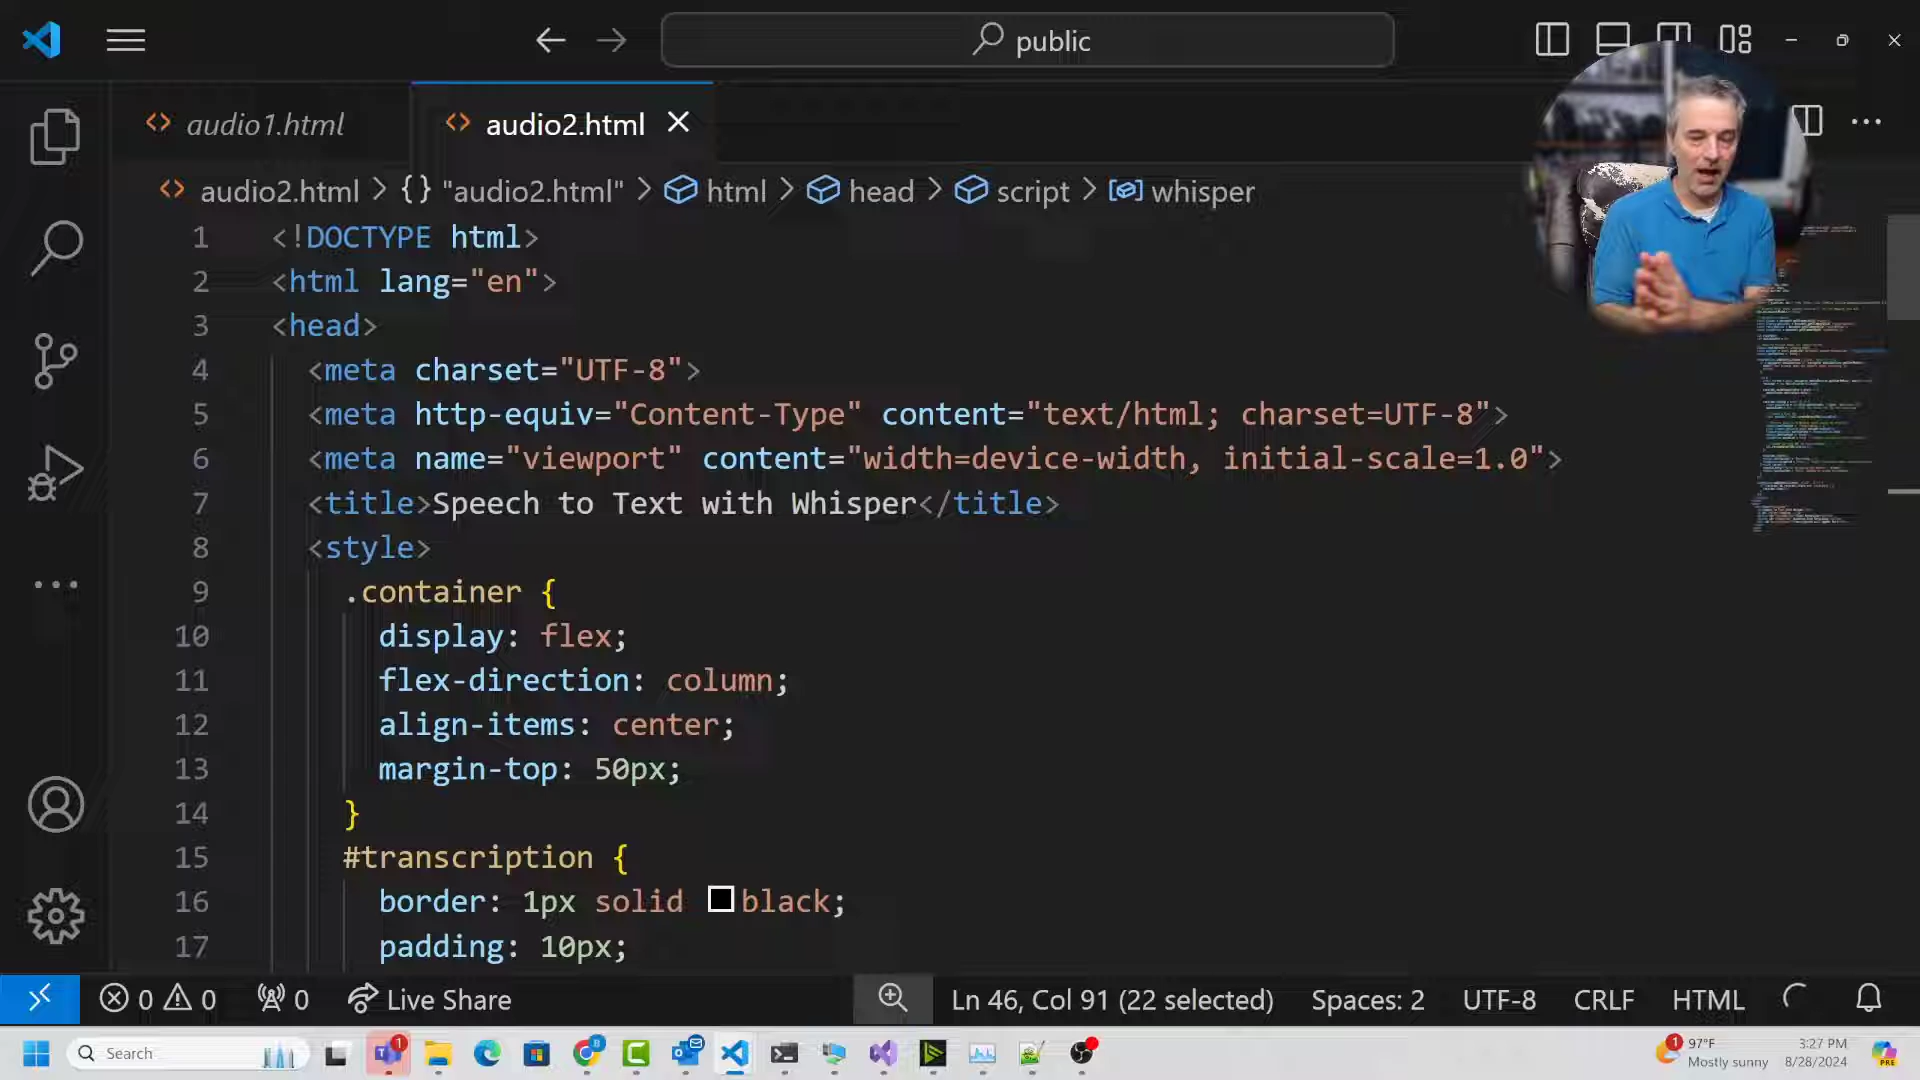 public
audio1.html
audio2.html
audio2.html > {} "audio2.html" > html > head > script > whisper
1 <!DOCTYPE html>
2 <html lang="en">
3 <head>
4 <meta charset="UTF-8">
5 <meta http-equiv="Content-Type" content="text/html; charset=UTF-8">
6 <meta name="viewport" content="width=device-width, initial-scale=1.0">
7 <title>Speech to Text with Whisper</title>
8 <style>
9 .container {
10 display: flex;
11 flex-direction: column;
12 align-items: center;
13 margin-top: 50px;
14 }
15 #transcription {
16 border: 1px solid black;
17 padding: 10px;
0 0 0 Live Share Ln 46, Col 91 (22 selected) Spaces: 2 UTF-8 CRLF HTML
Search 1 8 1 97°F 3:27 PM
Mostly sunny 8/28/2024 PRE